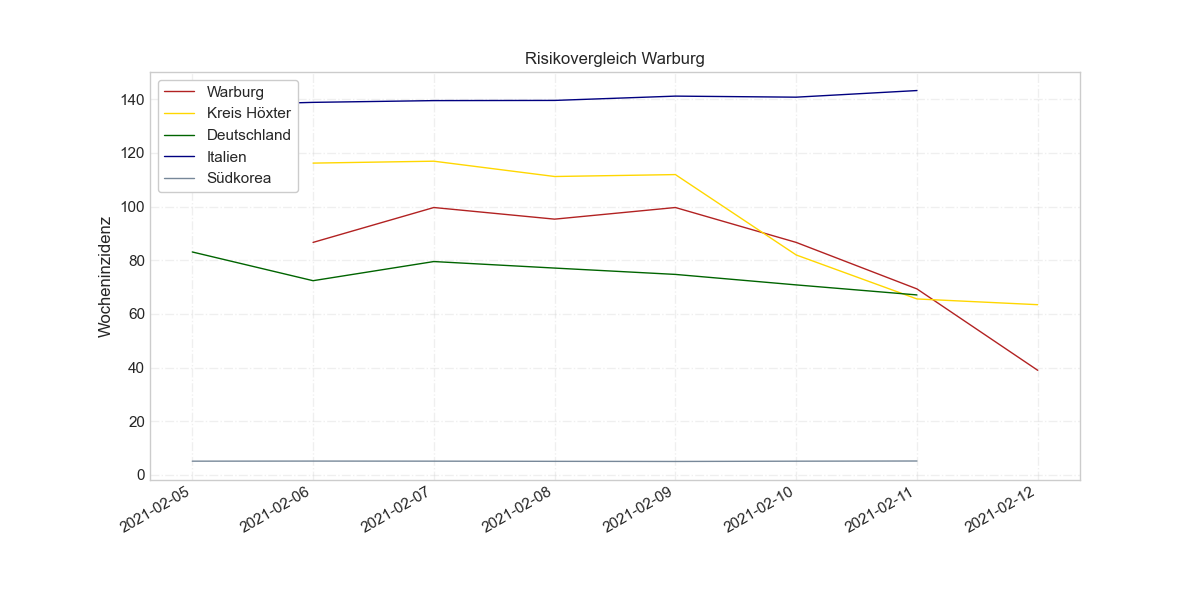 Risikovergleich Warburg
Warburg
Kreis Höxter
Deutschland
Italien
Südkorea
Wocheninzidenz
140
120
100
80
60
40
20
0
2021-02-05
2021-02-06
2021-02-07
2021-02-08
2021-02-09
2021-02-10
2021-02-11
2021-02-12